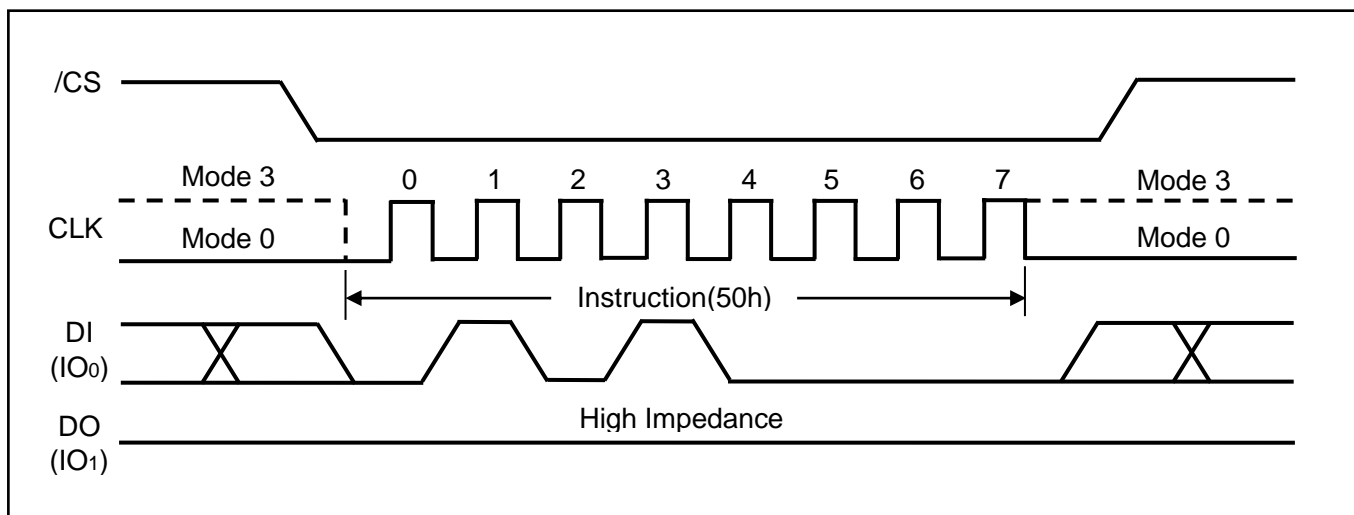 /CS
Mode 3 0 1 2 3 4 5 6 7 Mode 3
CLK
Mode 0 Mode 0
Instruction(50h)
DI
(IO0)
High Impedance
DO
(IO1)